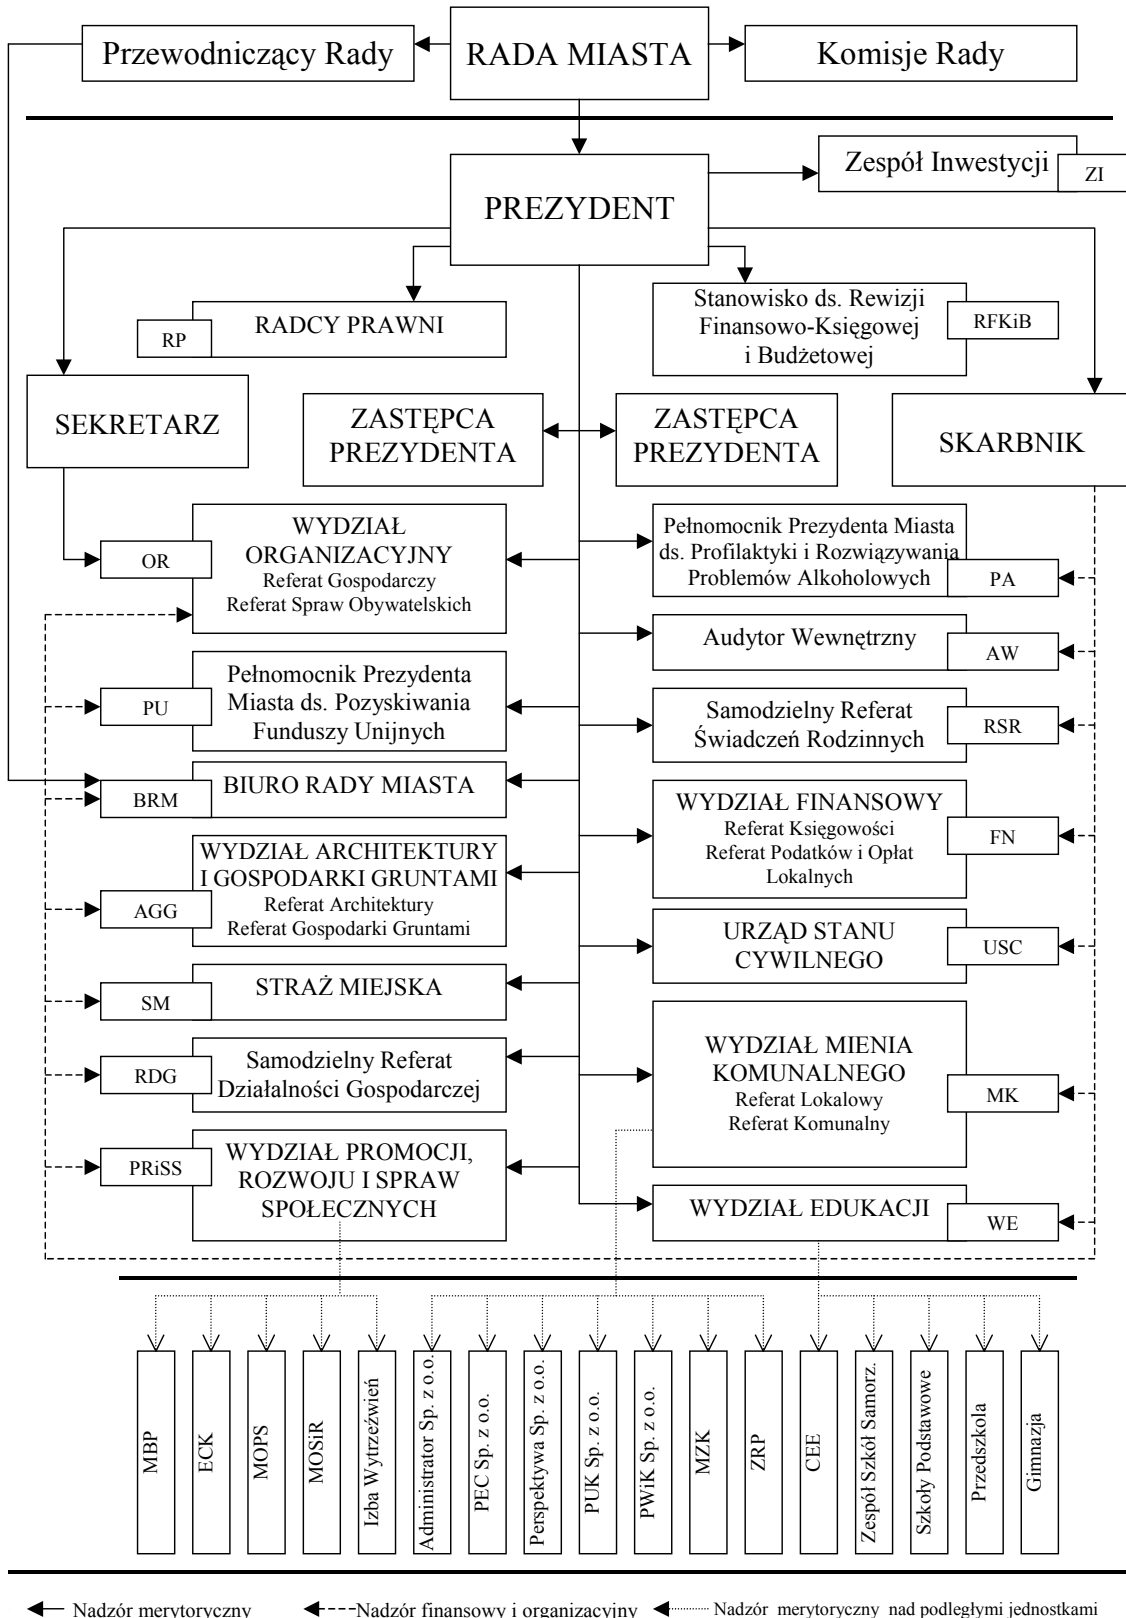 Przewodniczący Rady
RADA MIASTA
Komisje Rady
Zespół Inwestycji
ZI
PREZYDENT
RADCY PRAWNI
RP
Stanowisko ds. Rewizji
Finansowo-Księgowej
i Budżetowej
RFKiB
SEKRETARZ
ZASTĘPCA
PREZYDENTA
ZASTĘPCA
PREZYDENTA
SKARBNIK
WYDZIAŁ
ORGANIZACYJNY
Referat Gospodarczy
Referat Spraw Obywatelskich
OR
Pełnomocnik Prezydenta Miasta
ds. Profilaktyki i Rozwiązywania
Problemów Alkoholowych
PA
Audytor Wewnętrzny
AW
Pełnomocnik Prezydenta
Miasta ds. Pozyskiwania
Funduszy Unijnych
PU
Samodzielny Referat
Świadczeń Rodzinnych
RSR
BIURO RADY MIASTA
BRM
WYDZIAŁ FINANSOWY
Referat Księgowości
Referat Podatków i Opłat
Lokalnych
FN
WYDZIAŁ ARCHITEKTURY
I GOSPODARKI GRUNTAMI
Referat Architektury
Referat Gospodarki Gruntami
AGG
URZĄD STANU
CYWILNEGO
USC
STRAŻ MIEJSKA
SM
WYDZIAŁ MIENIA
KOMUNALNEGO
Referat Lokalowy
Referat Komunalny
MK
Samodzielny Referat
Działalności Gospodarczej
RDG
WYDZIAŁ PROMOCJI,
ROZWOJU I SPRAW
SPOŁECZNYCH
PRiSS
WYDZIAŁ EDUKACJI
WE
MBP
ECK
MOPS
MOSiR
Izba Wytrzeźwień
Administrator Sp. z o.o.
PEC Sp. z o.o.
Perspektywa Sp. z o.o.
PUK Sp. z o.o.
PWiK Sp. z o.o.
MZK
ZRP
CEE
Zespół Szkół Samorz.
Szkoły Podstawowe
Przedszkola
Gimnazja
Nadzór merytoryczny
Nadzór finansowy i organizacyjny
Nadzór merytoryczny nad podległymi jednostkami